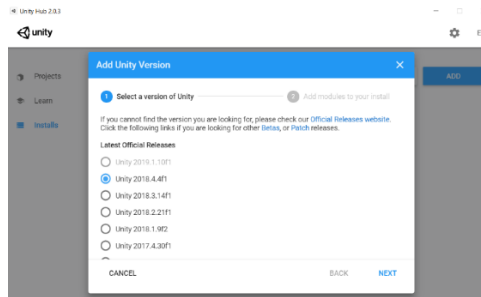 Unity Hub 2.0.3
unity
Projects
Learn
Installs
ADD
Add Unity Version
1 Select a version of Unity
2 Add modules to your install
If you cannot find the version you are looking for, please check our Official Releases website.
Click the following links if you are looking for other Betas, or Patch releases.
Latest Official Releases
Unity 2019.1.10f1
Unity 2018.4.4f1
Unity 2018.3.14f1
Unity 2018.2.21f1
Unity 2018.1.9f2
Unity 2017.4.30f1
CANCEL
BACK
NEXT